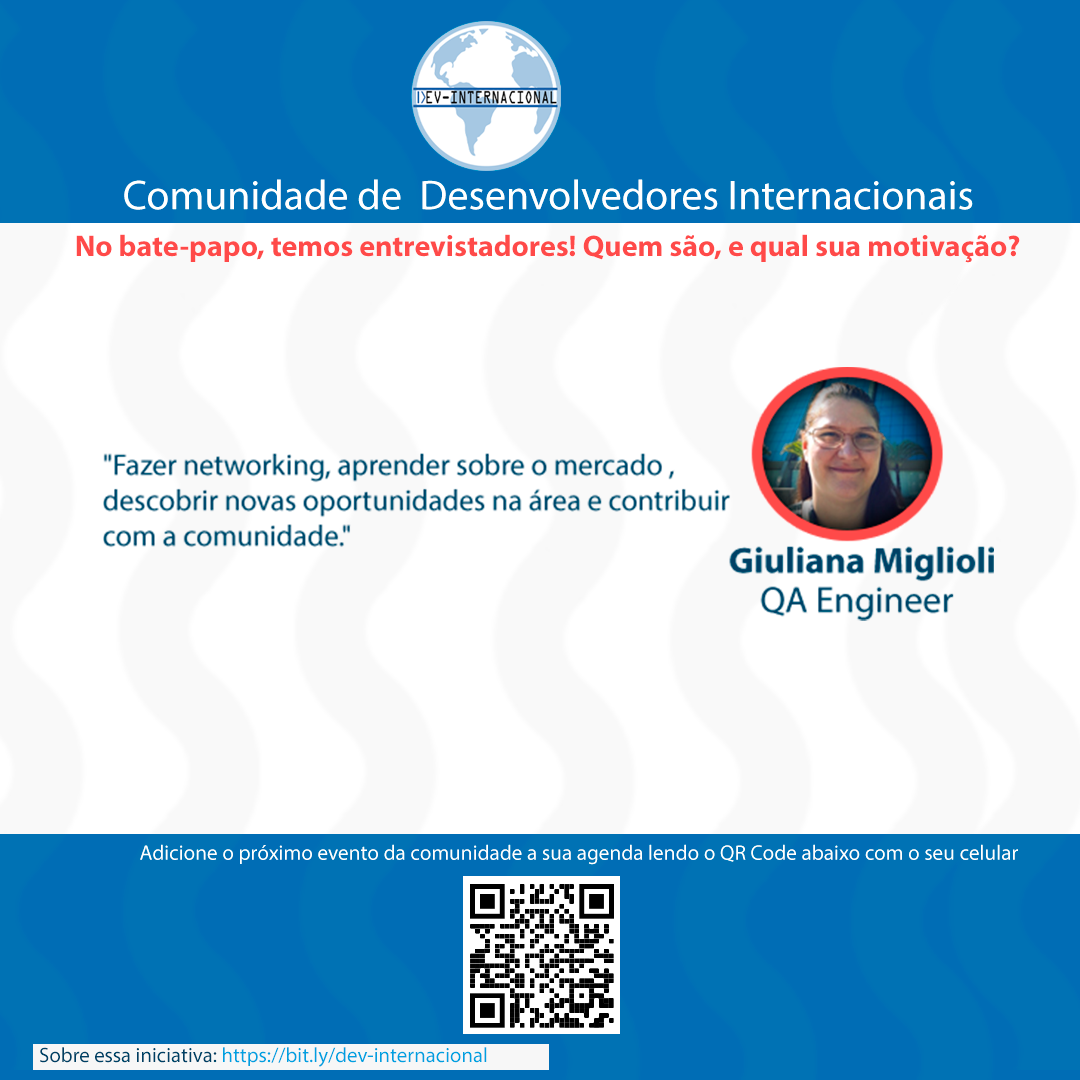 DEV-INTERNACIONAL
Comunidade de Desenvolvedores Internacionais
No bate-papo, temos entrevistadores! Quem são, e qual sua motivação?
"Fazer networking, aprender sobre o mercado ,
descobrir novas oportunidades na área e contribuir
com a comunidade."
Giuliana Miglioli
QA Engineer
Adicione o próximo evento da comunidade a sua agenda lendo o QR Code abaixo com o seu celular
Sobre essa iniciativa: https://bit.ly/dev-internacional